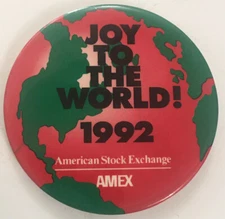 JOY
TO
THE
WORLD!
1992
American Stock Exchange
AMEX